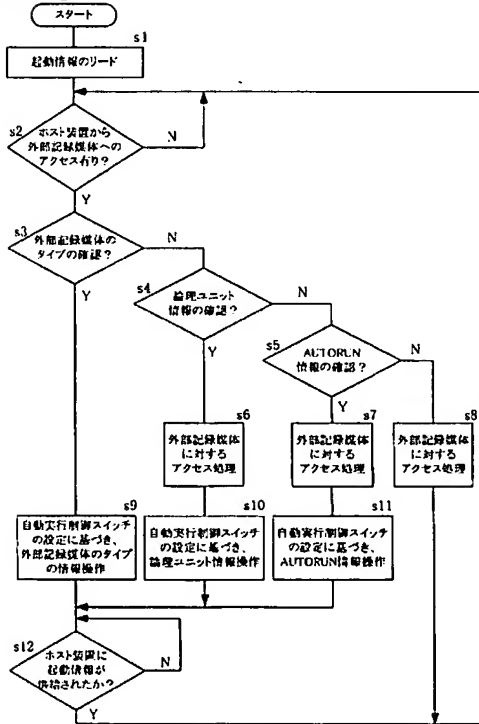 スタート
s1
起動情報のリード
s2
ホスト装置から
外部記録媒体への
アクセス有り?
N
Y
s3
外部記録媒体の
タイプの確認?
N
Y
s4
論理ユニット
情報の確認?
N
Y
s5
AUTORUN
情報の確認?
N
Y
s6
外部記録媒体
に対する
アクセス処理
s7
外部記録媒体
に対する
アクセス処理
s8
外部記録媒体
に対する
アクセス処理
s9
自動実行制御スイッチ
の設定に基づき、
外部記録媒体のタイプ
の情報操作
s10
自動実行制御スイッチ
の設定に基づき、
論理ユニット情報操作
s11
自動実行制御スイッチ
の設定に基づき、
AUTORUN情報操作
s12
ホスト装置に
起動情報が
供給されたか?
N
Y